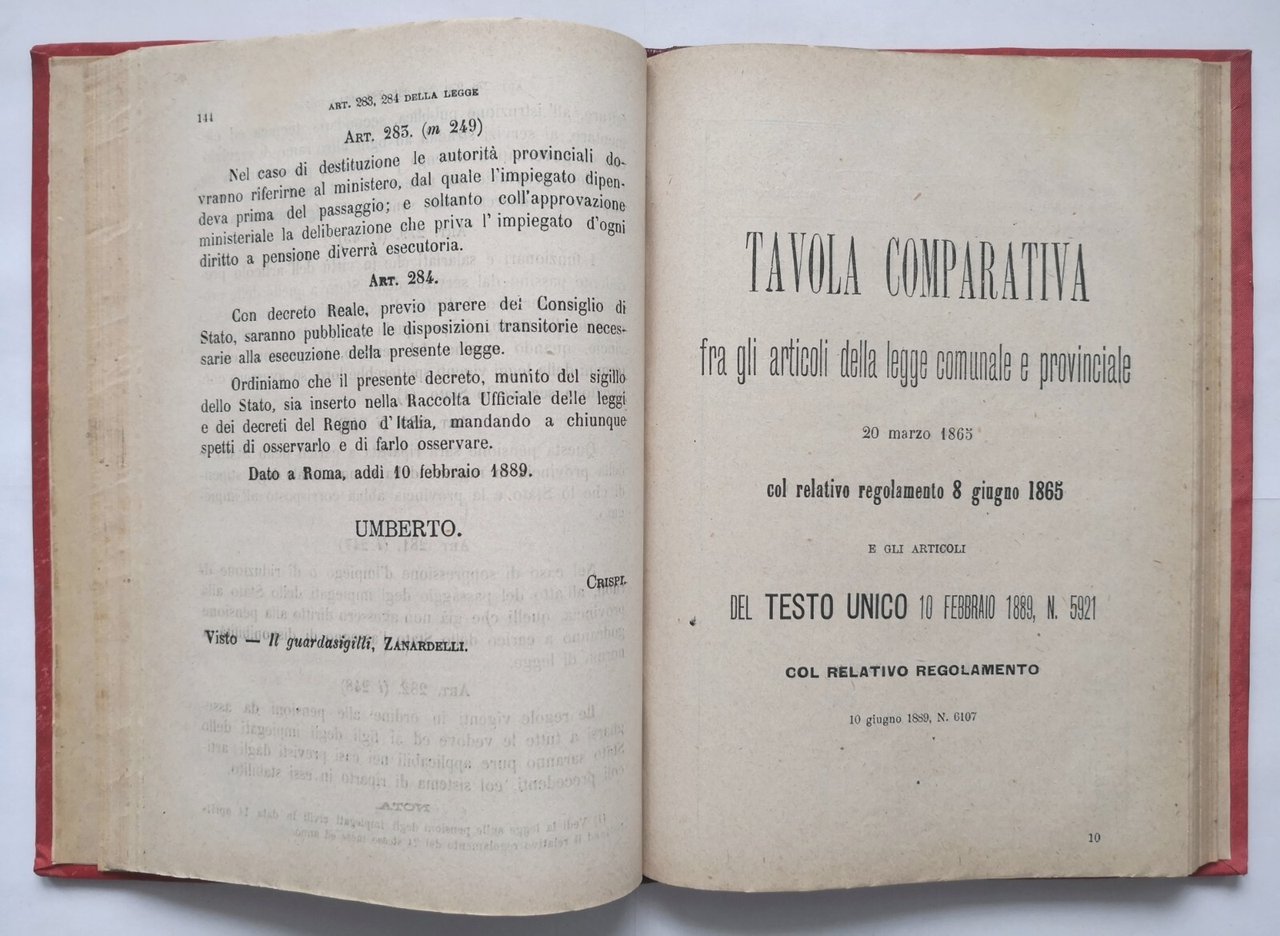 ART. 283, 284 DELLA LEGGE
144
ART. 283. (m 249)
Nel caso di destituzione le autorità provinciali do-
vranno riferirne al ministero, dal quale l'impiegato dipen-
deva prima del passaggio; e soltanto coll'approvazione
ministeriale la deliberazione che priva l'impiegato d'ogni
diritto a pensione diverrà esecutoria.
ART. 284.
Con decreto Reale, previo parere del Consiglio di
Stato, saranno pubblicate le disposizioni transitorie neces-
sarie alla esecuzione della presente legge.
Ordiniamo che il presente decreto, munito del sigillo
dello Stato, sia inserto nella Raccolta Ufficiale delle leggi
e dei decreti del Regno d'Italia, mandando a chiunque
spetti di osservarlo e di farlo osservare.
Dato a Roma, addi 10 febbraio 1889.
UMBERTO.
CRISPI.
Visto — Il guardasigilli, ZANARDELLI.
TAVOLA COMPARATIVA
fra gli articoli della legge comunale e provinciale
20 marzo 1865
col relativo regolamento 8 giugno 1865
E GLI ARTICOLI
DEL TESTO UNICO 10 FEBBRAIO 1889, N. 5921
COL RELATIVO REGOLAMENTO
10 giugno 1889, N. 6107
10